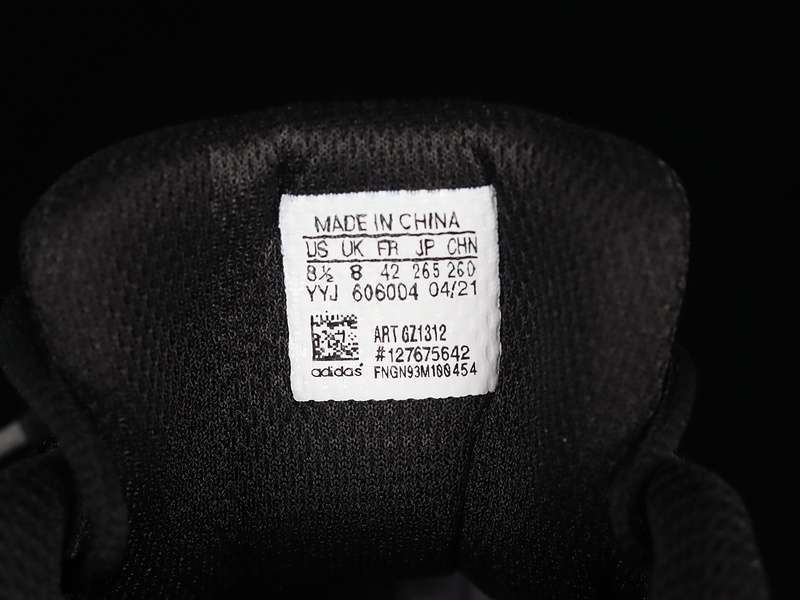 MADE IN CHINA
US UK FR JP CHN
8½ 8 42 265 260
YYJ 606004 04/21
ART GZ1312
#127675642
adidas FNGN93M100454